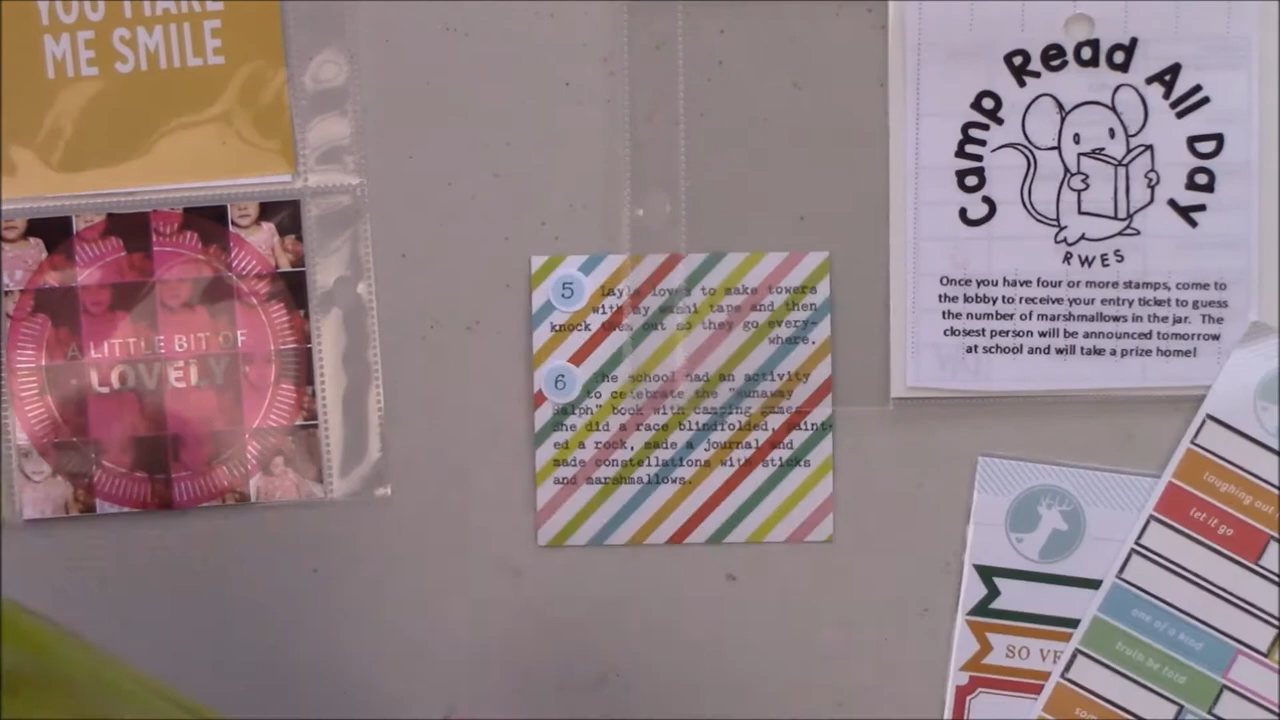 YOU MAKE
ME SMILE
A LITTLE BIT OF
LOVELY
5
Layla loves to make towers
with my washi tape and then
knock them out so they go every-
where.
6
The school had an activity
to celebrate the "Runaway
Ralph" book with camping games.
She did a race blindfolded, paint-
ed a rock, made a journal and
made constellations with sticks
and marshmallows.
Camp Read All Day
RWES
Once you have four or more stamps, come to
the lobby to receive your entry ticket to guess
the number of marshmallows in the jar. The
closest person will be announced tomorrow
at school and will take a prize home!
laughing out
let it go
one of a kind
truth be told
SO VE
som